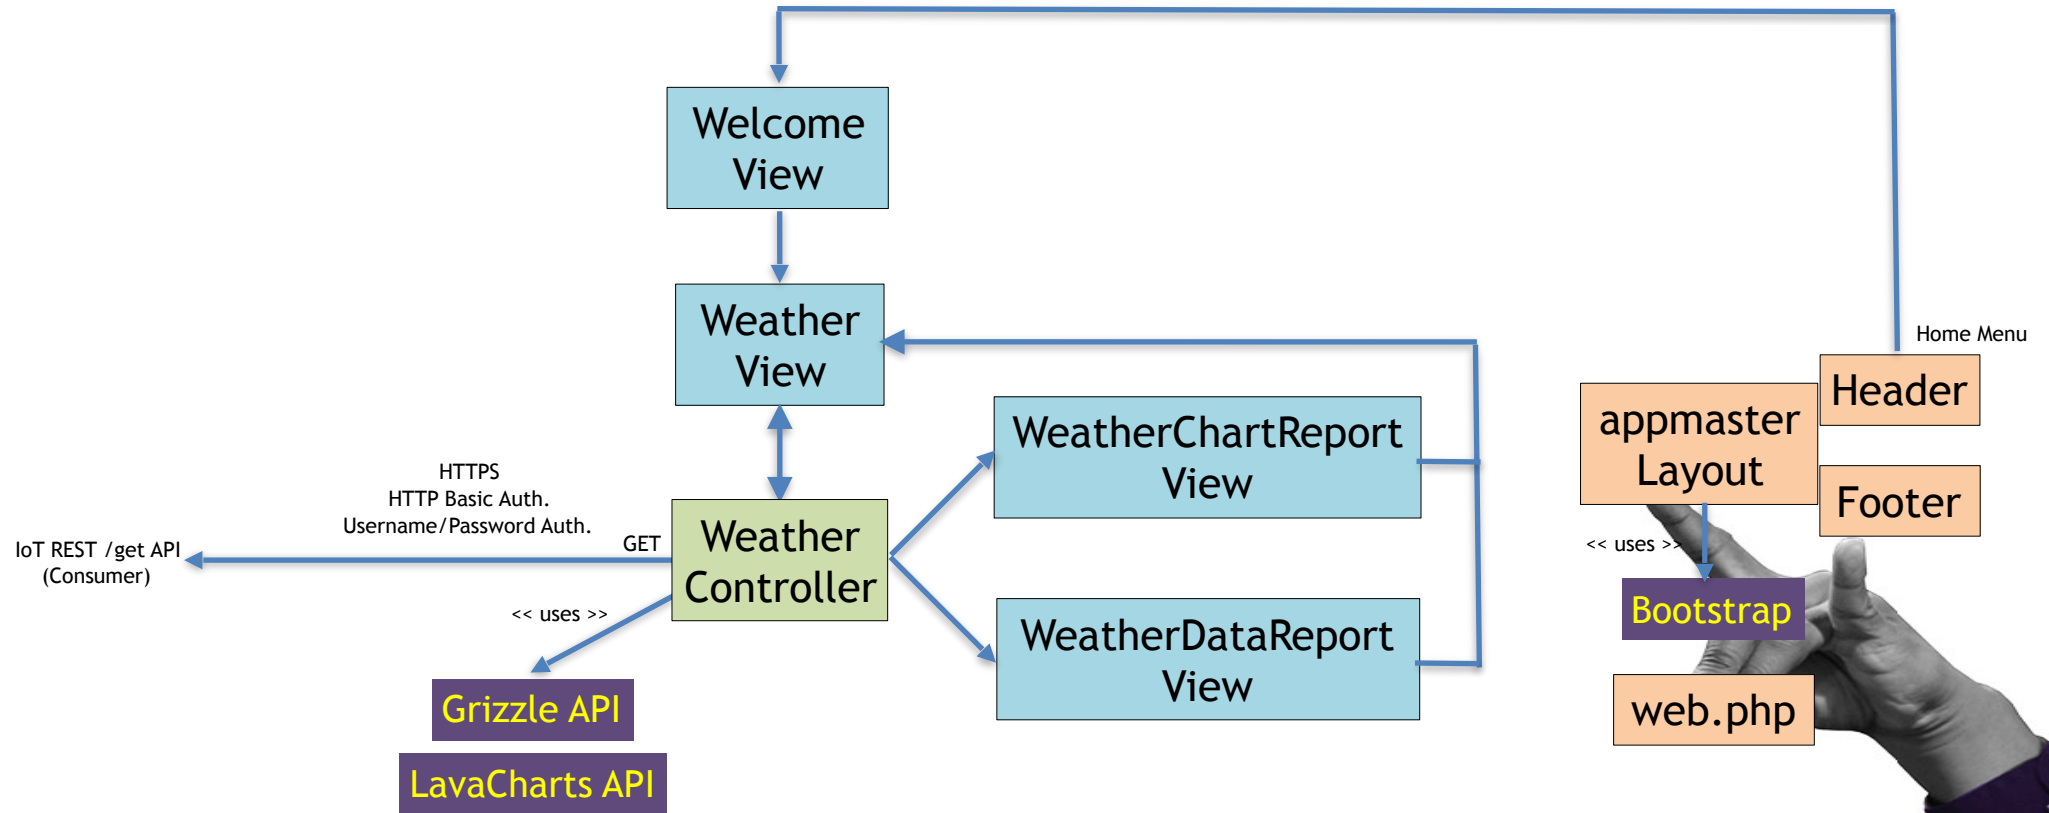 Welcome
View
Weather
View
Home Menu
Header
appmaster
Layout
Footer
WeatherChartReport
View
HTTPS
HTTP Basic Auth.
Username/Password Auth.
GET
IoT REST /get API
(Consumer)
Weather
Controller
<< uses >>
<< uses >>
Bootstrap
WeatherDataReport
View
Grizzle API
web.php
LavaCharts API